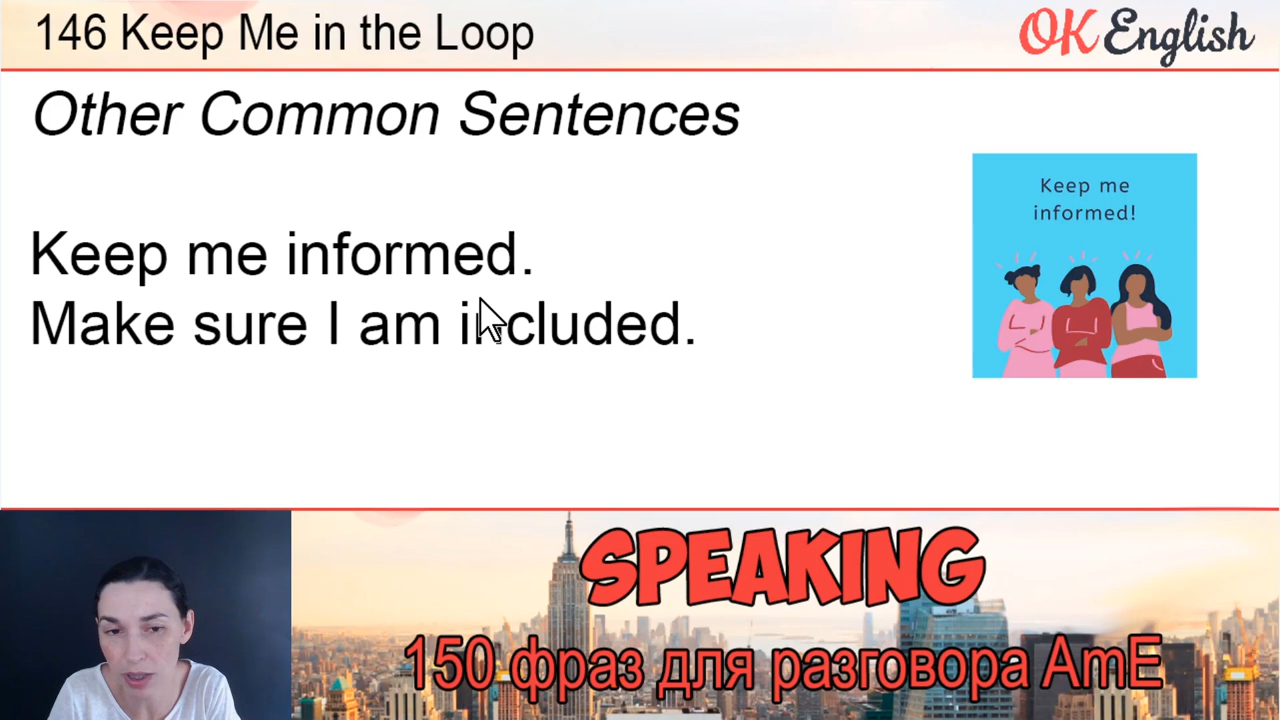 146 Keep Me in the Loop
OK English
Other Common Sentences
Keep me informed.
Make sure I am included.
Keep me
informed!
SPEAKING
150 фраз для разговора AmE